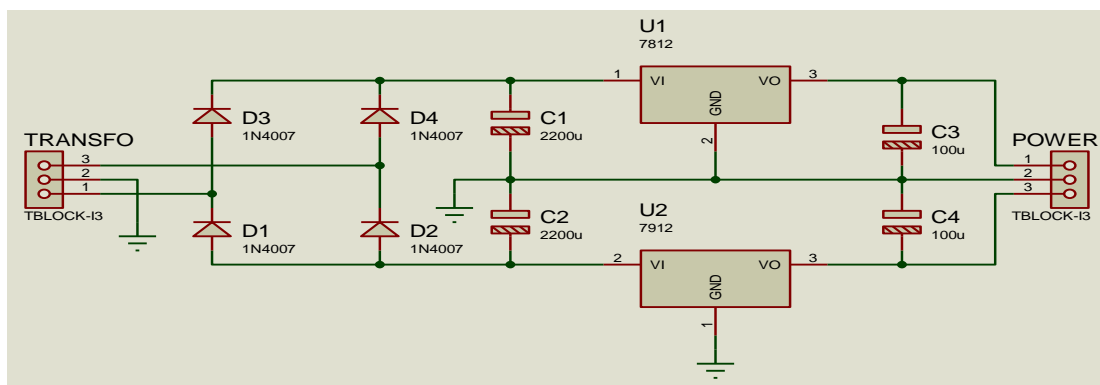 TRANSFO
3
2
1
TBLOCK-I3
D3
1N4007
D4
1N4007
D1
1N4007
D2
1N4007
C1
2200u
C2
2200u
U1
7812
1
VI
VO
3
GND
2
U2
7912
2
VI
VO
3
GND
1
C3
100u
C4
100u
POWER
1
2
3
TBLOCK-I3